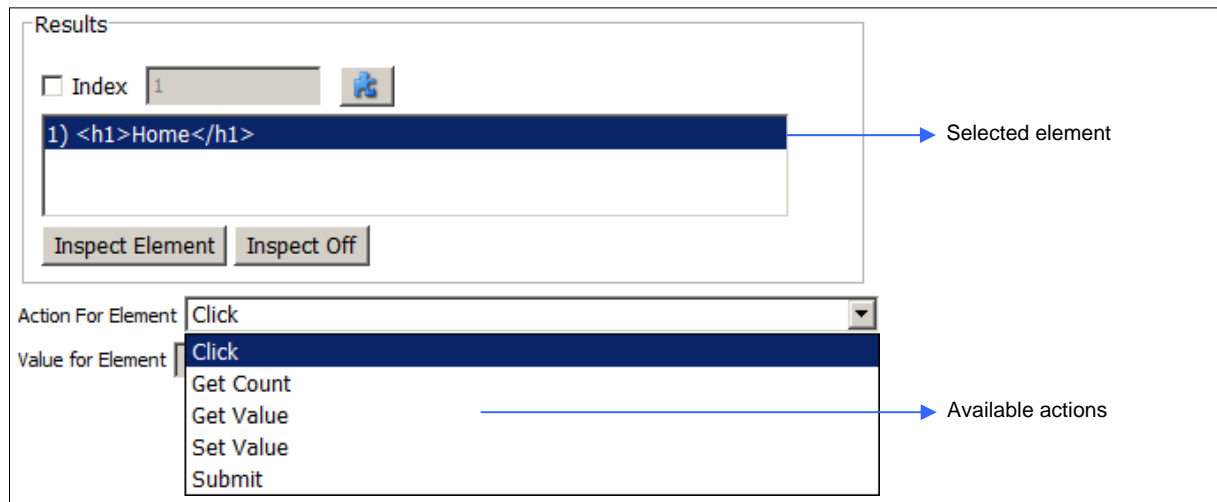 Results
Index 1
1) <h1>Home</h1>
Selected element
Inspect Element Inspect Off
Action For Element Click
Value for Element
Click
Get Count
Get Value
Available actions
Set Value
Submit